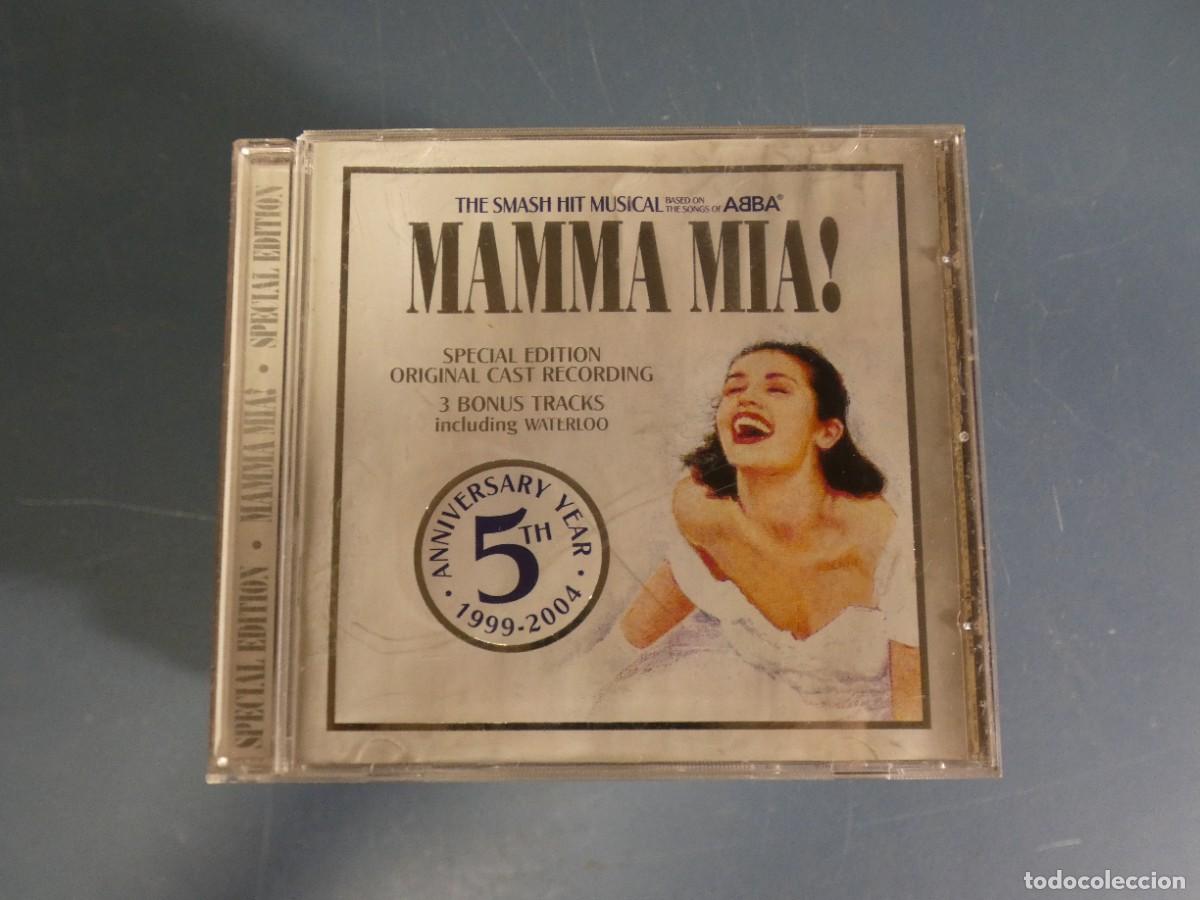 THE SMASH HIT MUSICAL BASED ON THE SONGS OF ABBA®
MAMMA MIA!
SPECIAL EDITION
ORIGINAL CAST RECORDING
3 BONUS TRACKS
including WATERLOO
• ANNIVERSARY YEAR •
5TH
1999-2004
SPECIAL EDITION • MAMMA MIA! • SPECIAL EDITION
todocoleccion